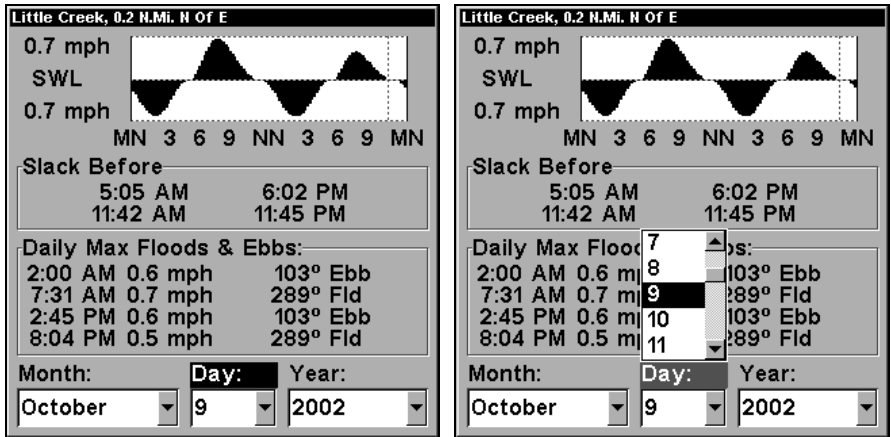 Little Creek, 0.2 N.Mi. N Of E
0.7 mph
SWL
0.7 mph
MN 3 6 9 NN 3 6 9 MN
Slack Before
5:05 AM 6:02 PM
11:42 AM 11:45 PM
Daily Max Floods & Ebbs:
2:00 AM 0.6 mph 103º Ebb
7:31 AM 0.7 mph 289º Fld
2:45 PM 0.6 mph 103º Ebb
8:04 PM 0.5 mph 289º Fld
Month: Day: Year:
October 9 2002
Little Creek, 0.2 N.Mi. N Of E
0.7 mph
SWL
0.7 mph
MN 3 6 9 NN 3 6 9 MN
Slack Before
5:05 AM 6:02 PM
11:42 AM 11:45 PM
Daily Max
2:00 AM 0.6 103º Ebb
7:31 AM 0.7 289º Fld
2:45 PM 0.6 103º Ebb
8:04 PM 0.5 289º Fld
7
8
9
10
11
Month: Day: Year:
October 9 2002